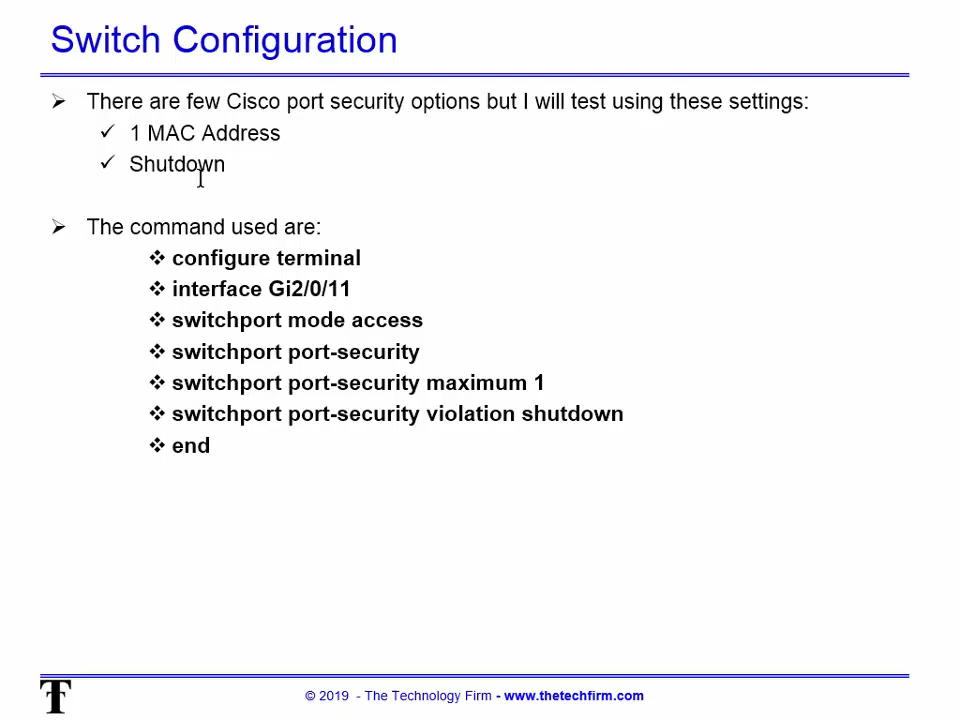 Switch Configuration
There are few Cisco port security options but I will test using these settings:
1 MAC Address
Shutdown
The command used are:
configure terminal
interface Gi2/0/11
switchport mode access
switchport port-security
switchport port-security maximum 1
switchport port-security violation shutdown
end
© 2019 - The Technology Firm - www.thetechfirm.com